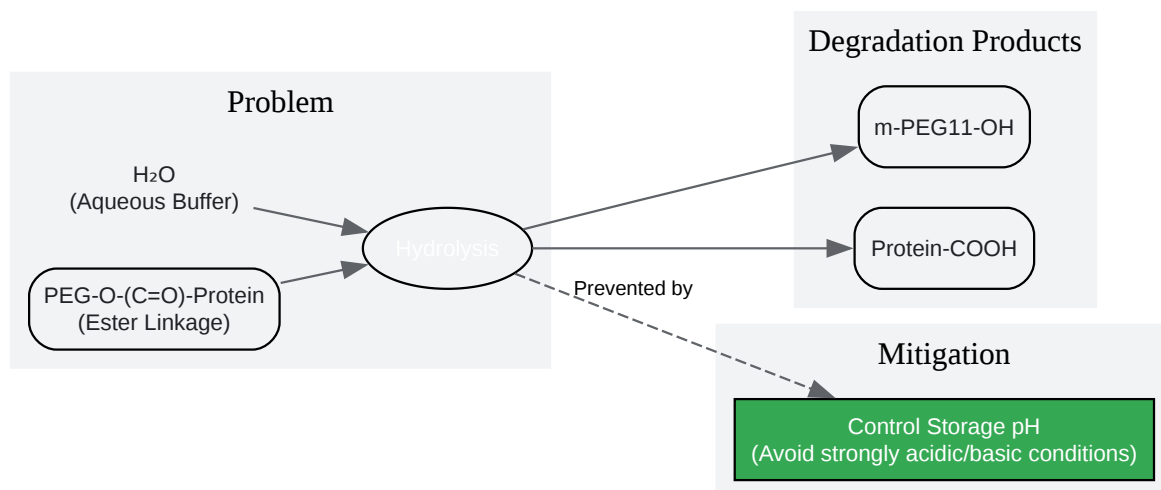 Problem
H₂O
(Aqueous Buffer)
PEG-O-(C=O)-Protein
(Ester Linkage)
Hydrolysis
Prevented by
Degradation Products
m-PEG11-OH
Protein-COOH
Mitigation
Control Storage pH
(Avoid strongly acidic/basic conditions)